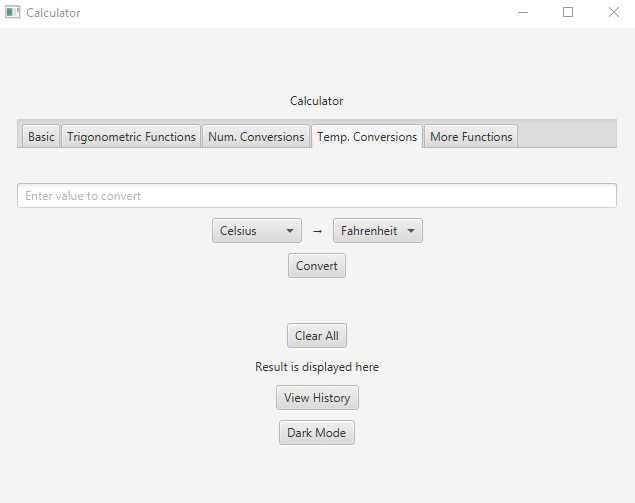 Calculator
Calculator
Basic Trigonometric Functions Num. Conversions Temp. Conversions More Functions
Enter value to convert
Celsius → Fahrenheit
Convert
Clear All
Result is displayed here
View History
Dark Mode